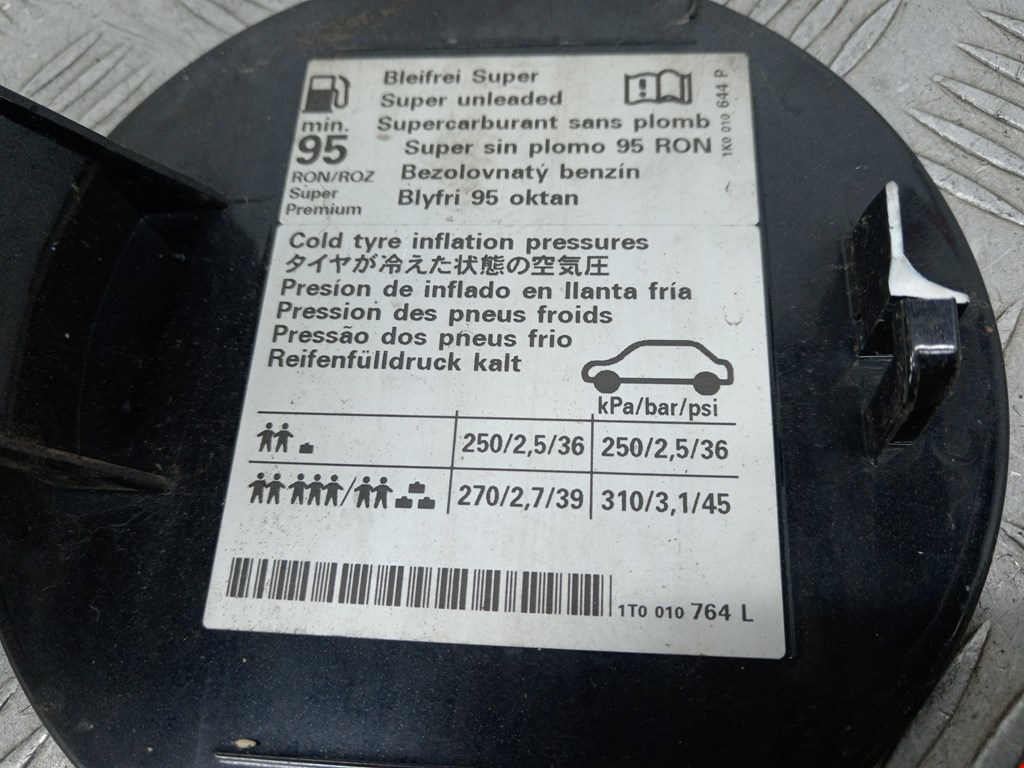 Bleifrei Super
Super unleaded
Supercarburant sans plomb
Super sin plomo 95 RON
Bezolovnatý benzín
Blyfri 95 oktan
min.
95
RON/ROZ
Super
Premium
1K0 010 644 P
Cold tyre inflation pressures
タイヤが冷えた状態の空気圧
Presión de inflado en llanta fría
Pression des pneus froids
Pressão dos pneus frio
Reifenfülldruck kalt
kPa/bar/psi
250/2,5/36 250/2,5/36
270/2,7/39 310/3,1/45
1T0 010 764 L